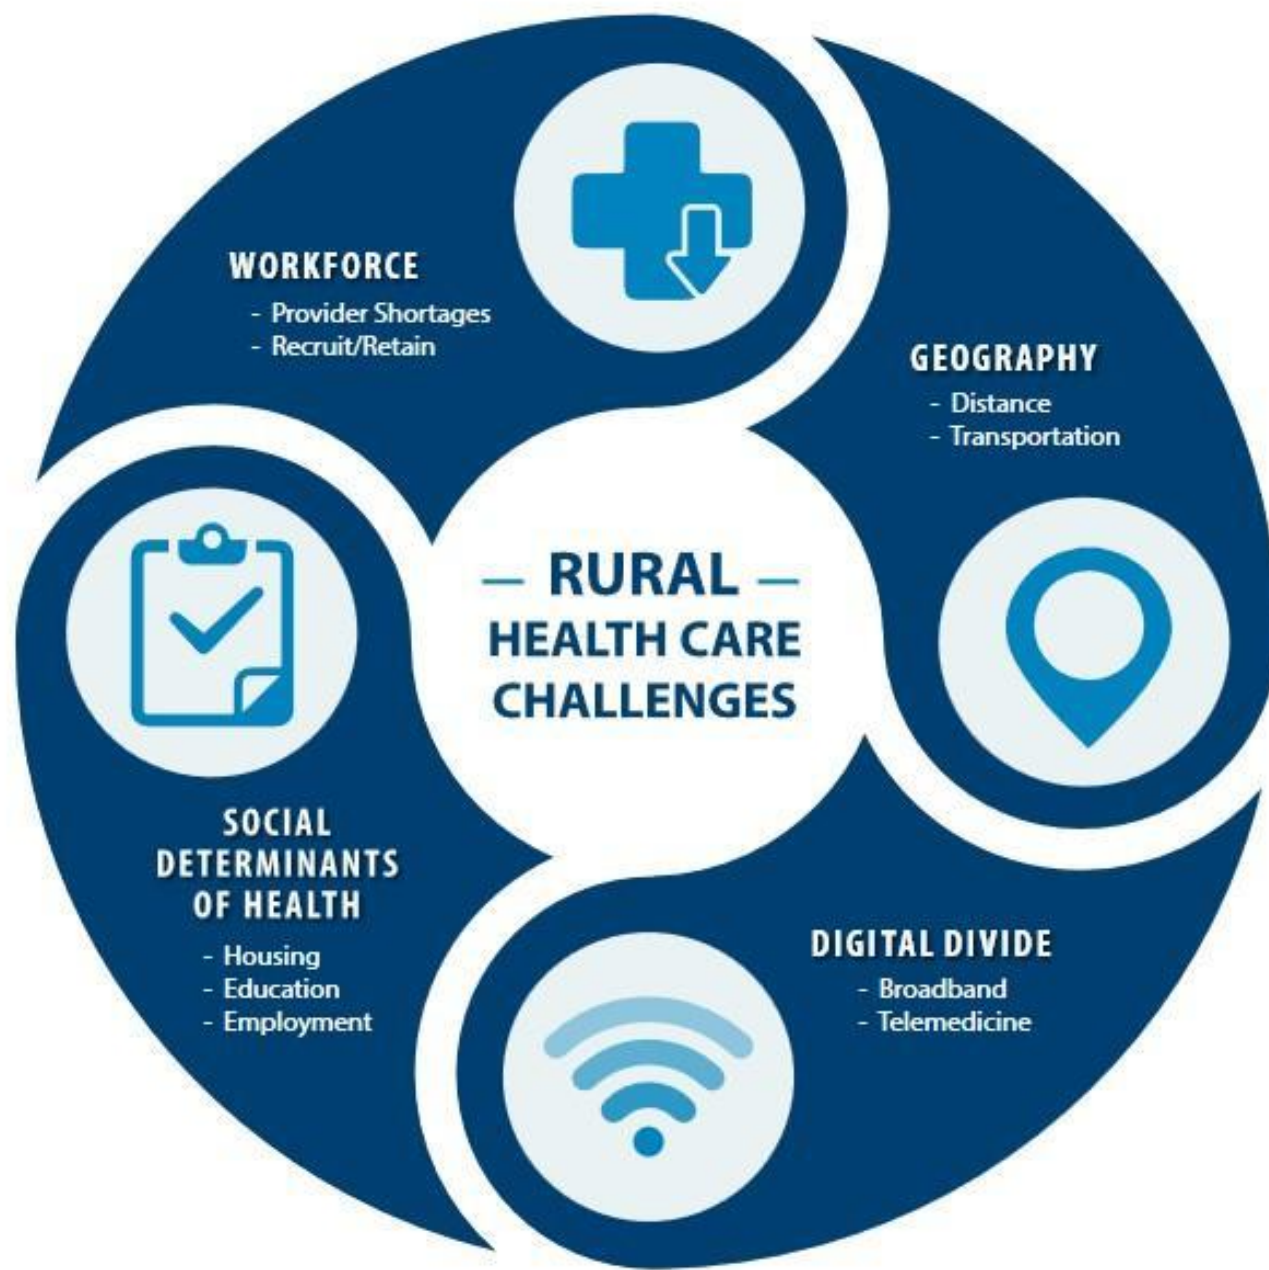 WORKFORCE
- Provider Shortages
- Recruit/Retain
GEOGRAPHY
- Distance
- Transportation
— RURAL —
HEALTH CARE
CHALLENGES
SOCIAL
DETERMINANTS
OF HEALTH
- Housing
- Education
- Employment
DIGITAL DIVIDE
- Broadband
- Telemedicine